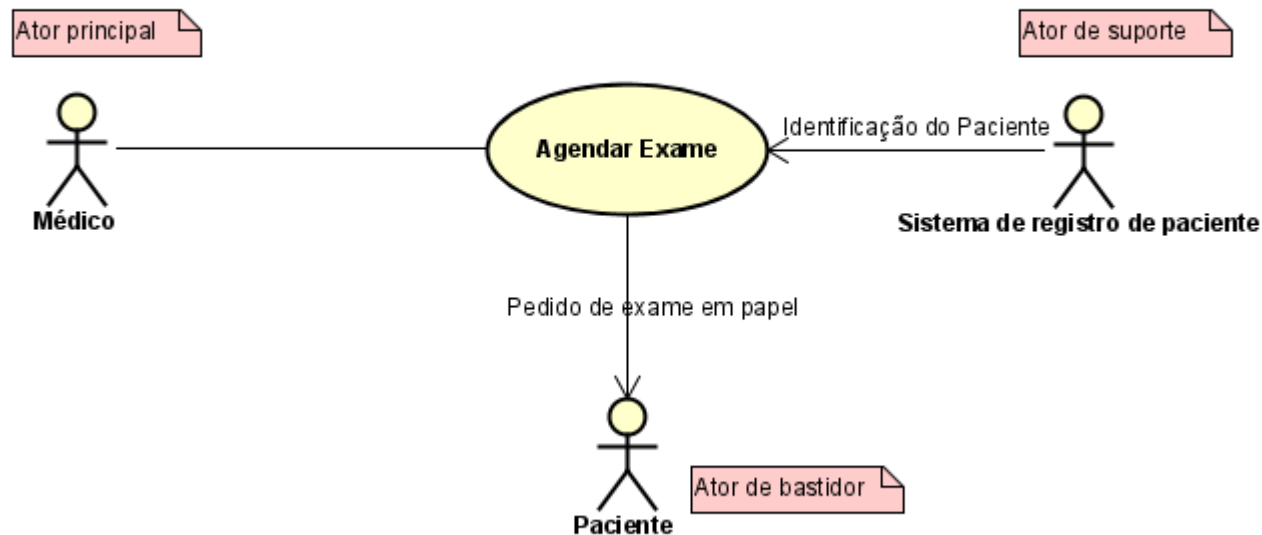 Ator principal
Ator de suporte
Agendar Exame
Identificação do Paciente
Médico
Sistema de registro de paciente
Pedido de exame em papel
Ator de bastidor
Paciente